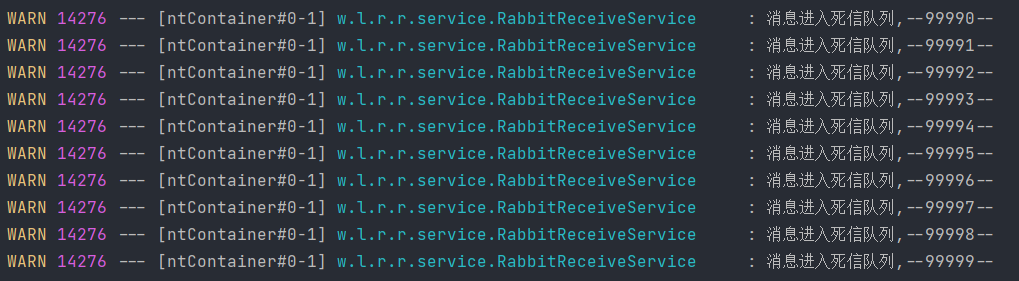 WARN 14276 --- [ntContainer#0-1] w.l.r.r.service.RabbitReceiveService : 消息进入死信队列,--99990--
WARN 14276 --- [ntContainer#0-1] w.l.r.r.service.RabbitReceiveService : 消息进入死信队列,--99991--
WARN 14276 --- [ntContainer#0-1] w.l.r.r.service.RabbitReceiveService : 消息进入死信队列,--99992--
WARN 14276 --- [ntContainer#0-1] w.l.r.r.service.RabbitReceiveService : 消息进入死信队列,--99993--
WARN 14276 --- [ntContainer#0-1] w.l.r.r.service.RabbitReceiveService : 消息进入死信队列,--99994--
WARN 14276 --- [ntContainer#0-1] w.l.r.r.service.RabbitReceiveService : 消息进入死信队列,--99995--
WARN 14276 --- [ntContainer#0-1] w.l.r.r.service.RabbitReceiveService : 消息进入死信队列,--99996--
WARN 14276 --- [ntContainer#0-1] w.l.r.r.service.RabbitReceiveService : 消息进入死信队列,--99997--
WARN 14276 --- [ntContainer#0-1] w.l.r.r.service.RabbitReceiveService : 消息进入死信队列,--99998--
WARN 14276 --- [ntContainer#0-1] w.l.r.r.service.RabbitReceiveService : 消息进入死信队列,--99999--